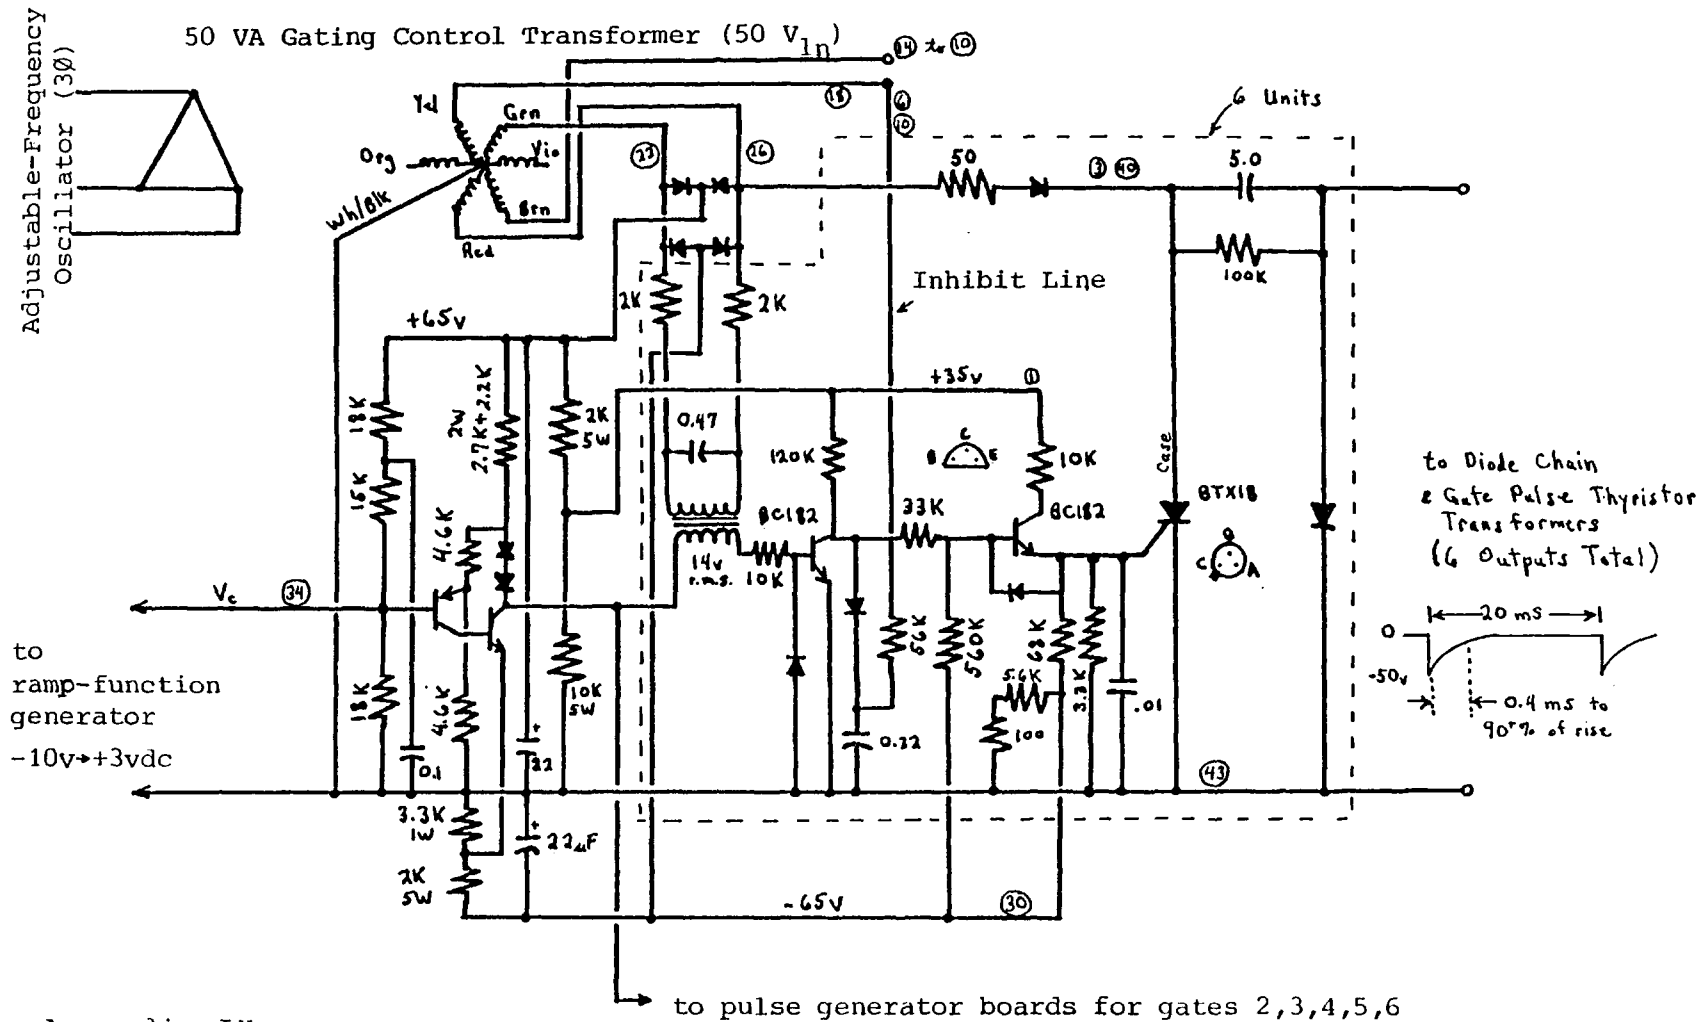 50 VA Gating Control Transformer (50 Vln)
14 to 10
Adjustable-Frequency
Oscillator (3Ø)
Yel
Grn
Org
Vio
Brn
Red
Wh/Blk
18
6
10
6 Units
22
26
50
3 40
5.0
100K
Inhibit Line
2K
2K
+65v
+35v
1
18K
2W
2.7K+2.2K
2K
5W
0.47
120K
C
B E
10K
Case
BTX18
G
C A
15K
4.6K
BC182
33K
BC182
14v
r.m.s.
10K
Vc
34
to
ramp-function
generator
-10v→+3vdc
18K
4.6K
10K
5W
56K
560K
68K
5.6K
3.3K
100
.01
0.22
0.1
22
43
3.3K
1W
22µF
2K
5W
-65v
30
to Diode Chain
& Gate Pulse Thyristor
Transformers
(6 Outputs Total)
20 ms
0
-50v
0.4 ms to
90+% of rise
to pulse generator boards for gates 2,3,4,5,6